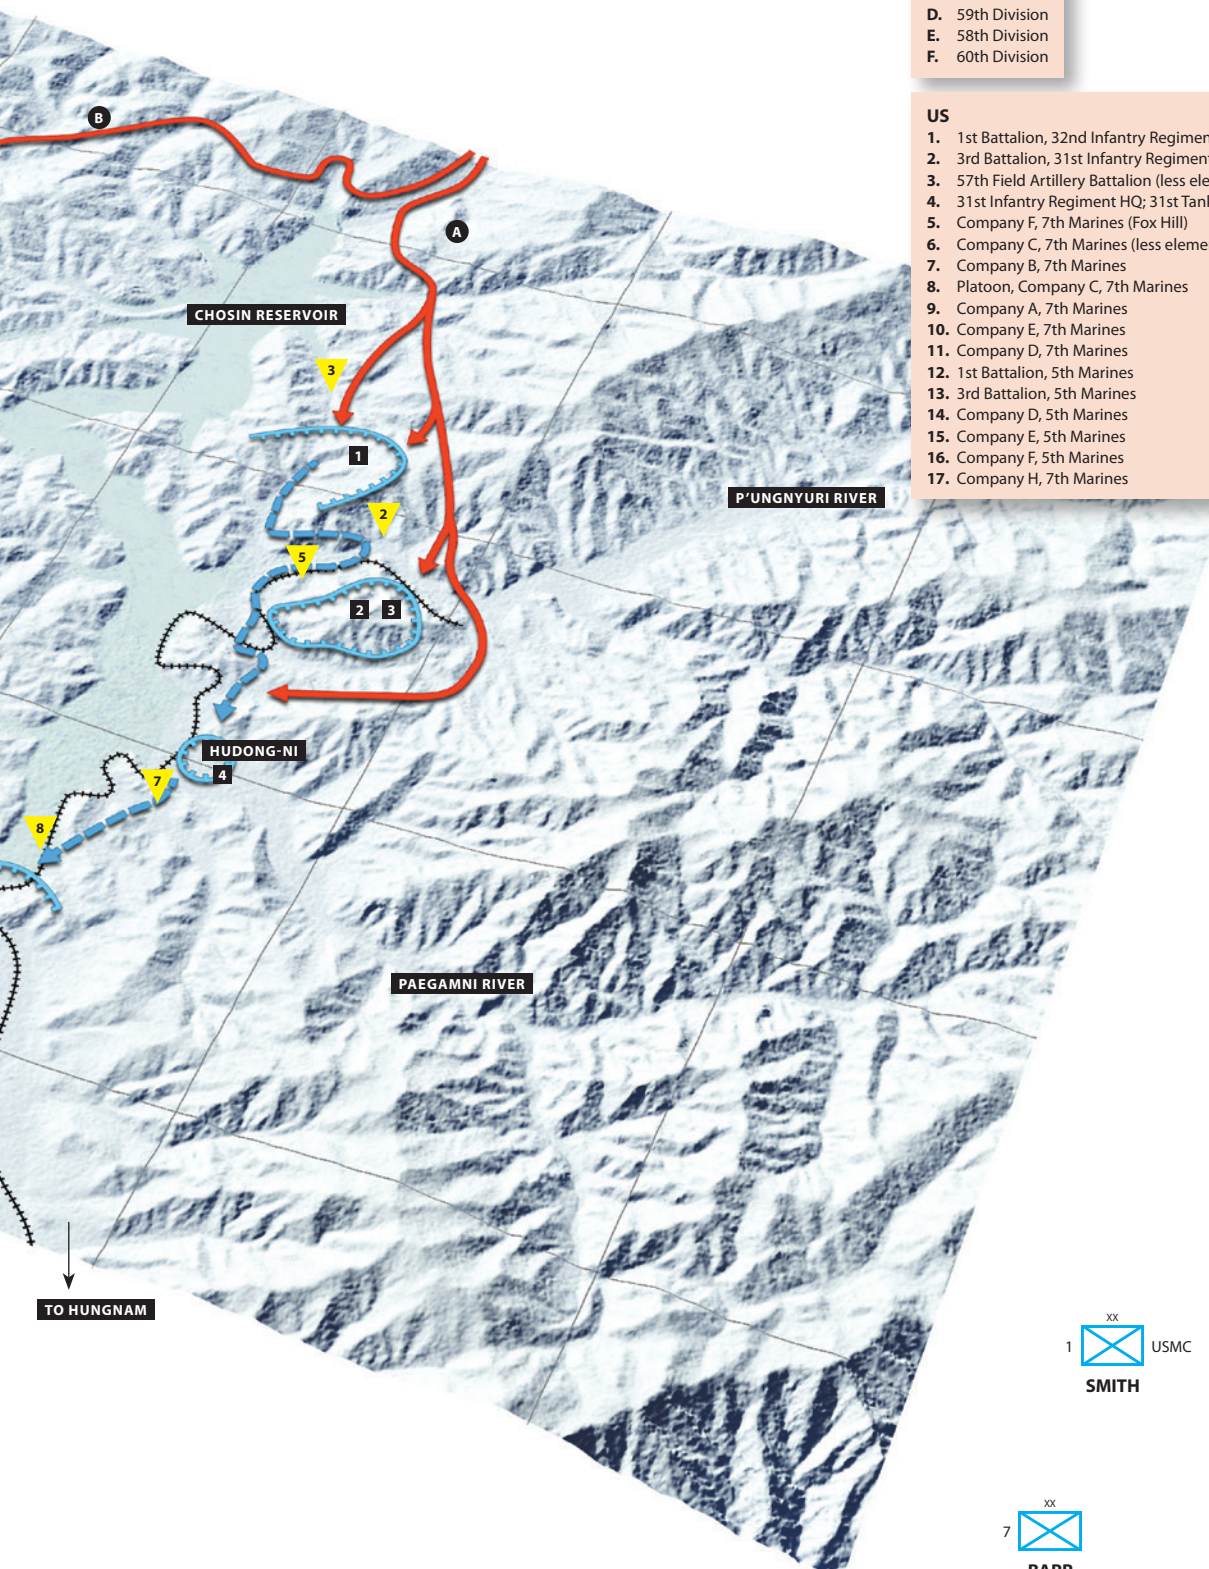 D. 59th Division
E. 58th Division
F. 60th Division
US
1. 1st Battalion, 32nd Infantry Regimen
2. 3rd Battalion, 31st Infantry Regiment
3. 57th Field Artillery Battalion (less ele
4. 31st Infantry Regiment HQ; 31st Tank
5. Company F, 7th Marines (Fox Hill)
6. Company C, 7th Marines (less eleme
7. Company B, 7th Marines
8. Platoon, Company C, 7th Marines
9. Company A, 7th Marines
10. Company E, 7th Marines
11. Company D, 7th Marines
12. 1st Battalion, 5th Marines
13. 3rd Battalion, 5th Marines
14. Company D, 5th Marines
15. Company E, 5th Marines
16. Company F, 5th Marines
17. Company H, 7th Marines
B
A
CHOSIN RESERVOIR
3
1
P'UNGNYURI RIVER
2
5
2 3
HUDONG-NI
4
7
8
PAEGAMNI RIVER
TO HUNGNAM
xx
1 USMC
SMITH
xx
7